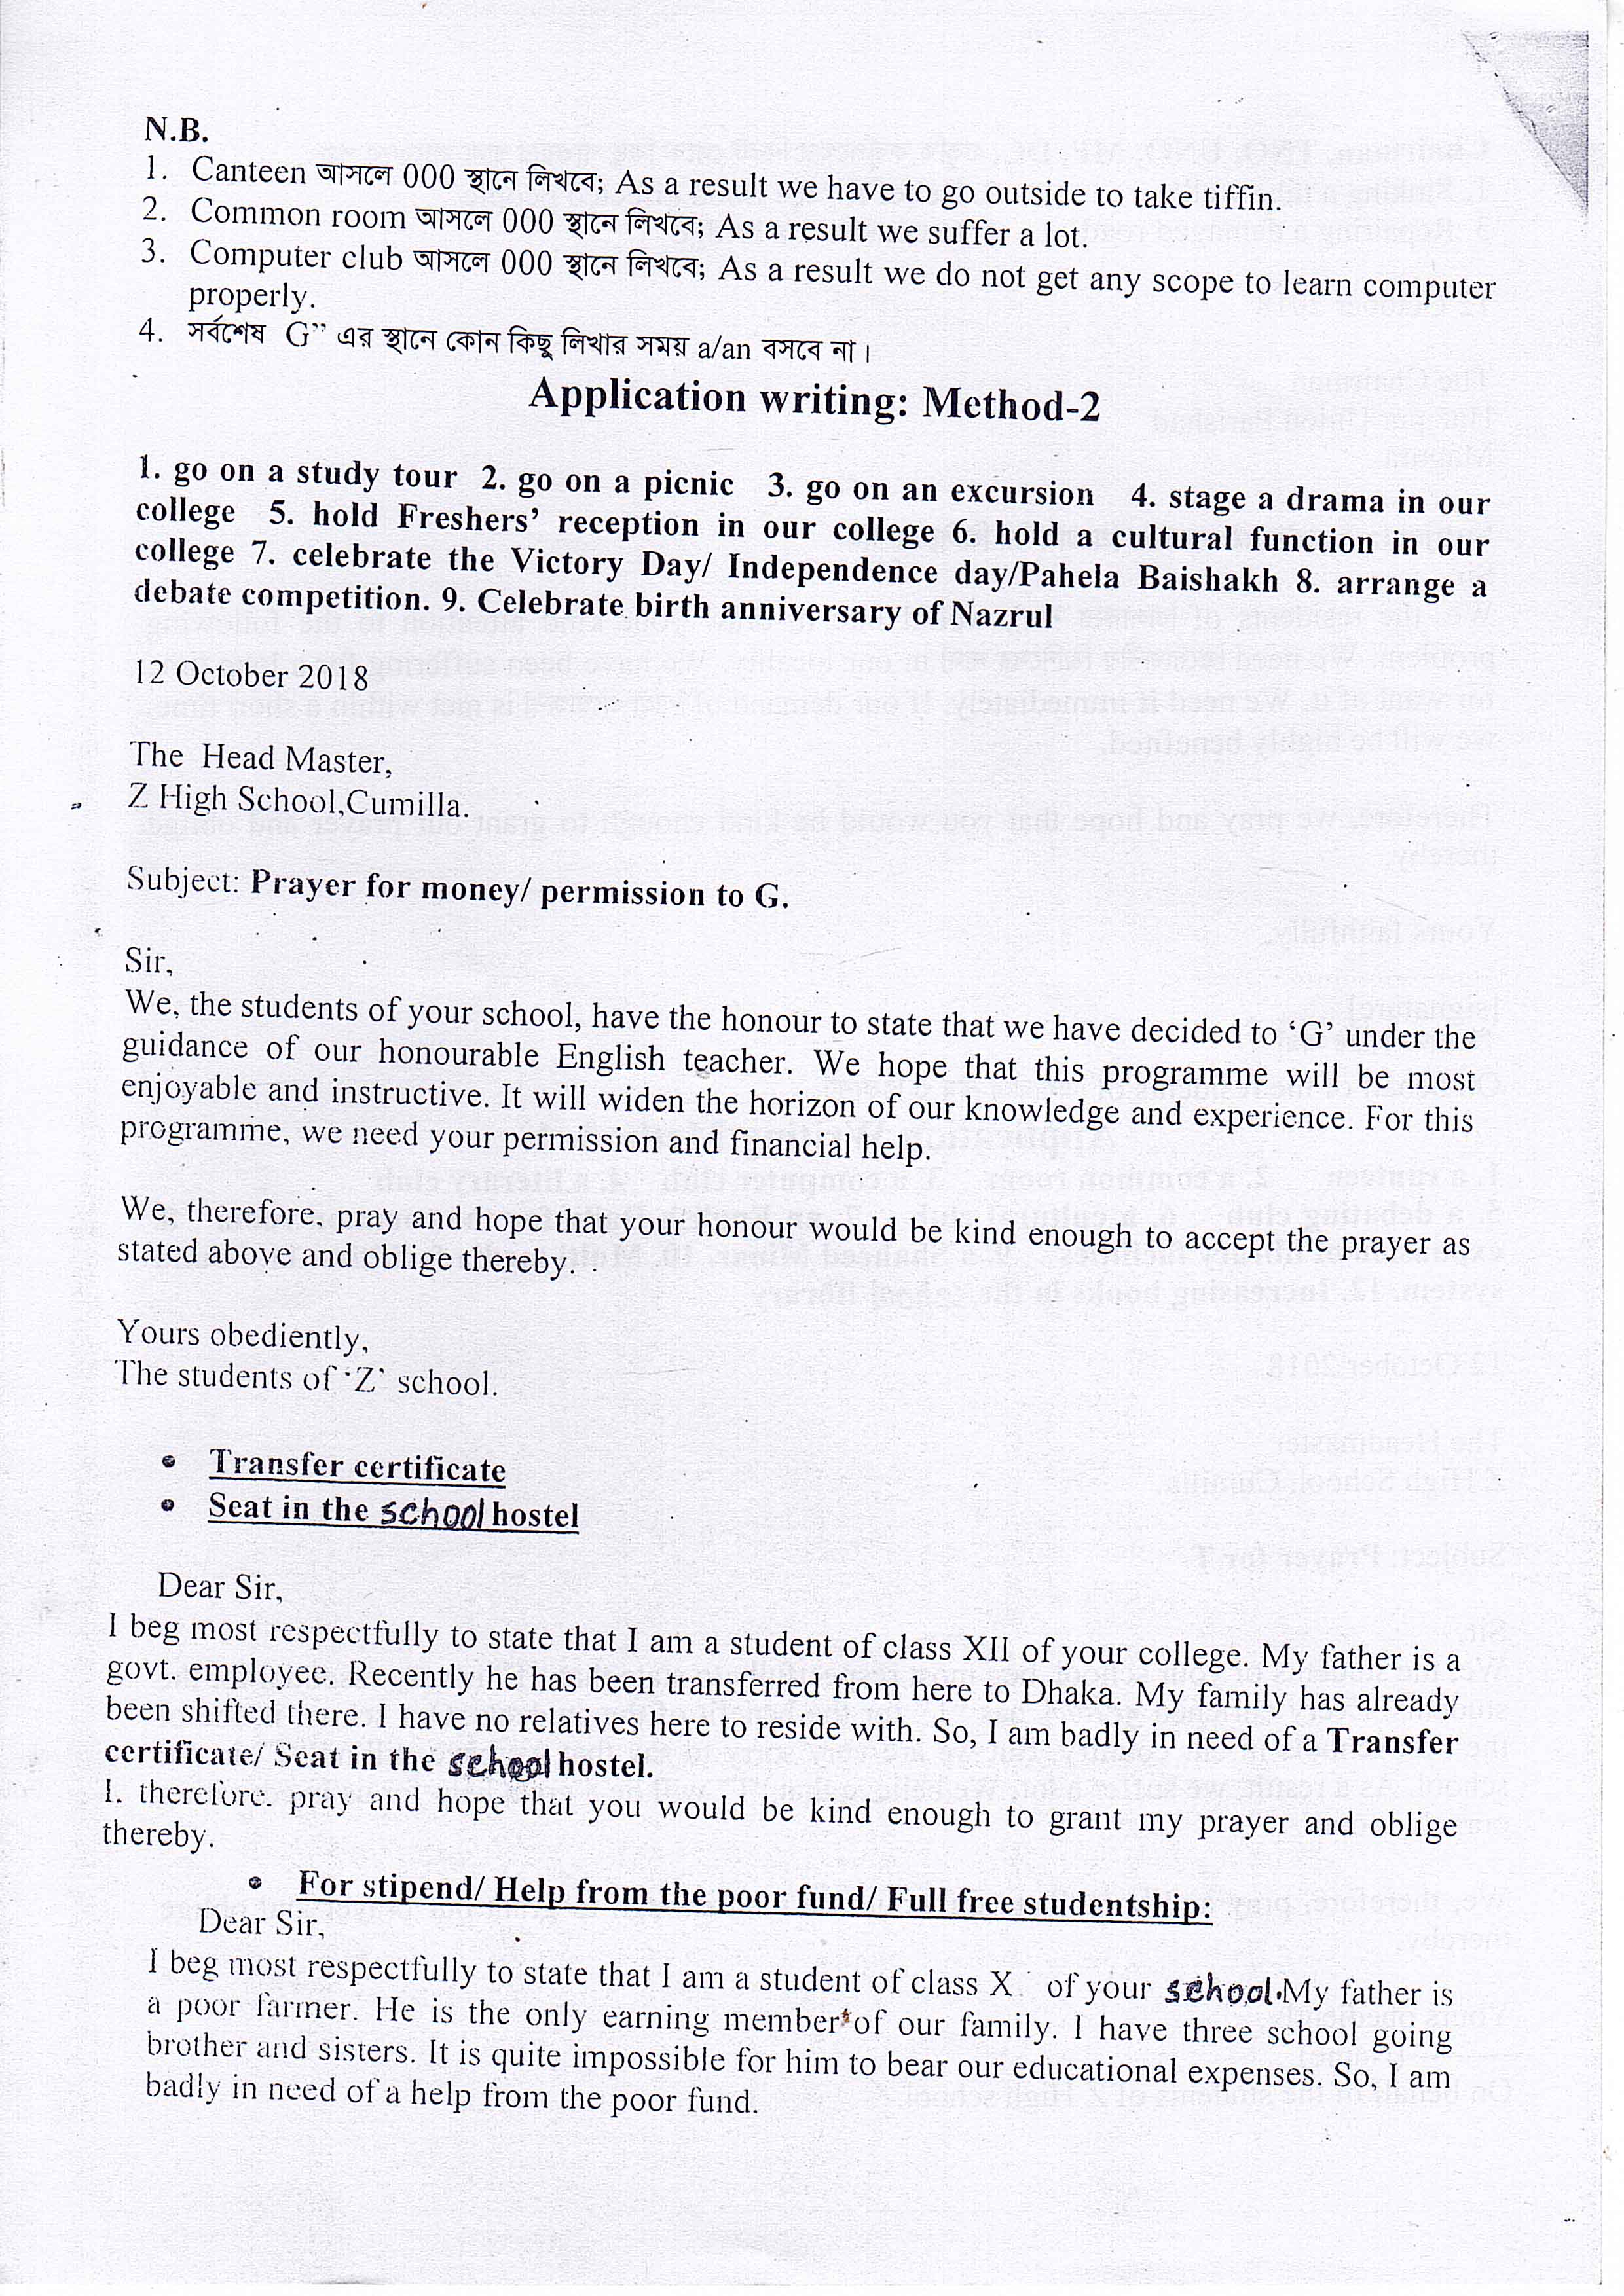 N.B.
1. Canteen আসলে 000 স্থানে লিখবে; As a result we have to go outside to take tiffin.
2. Common room আসলে 000 স্থানে লিখবে; As a result we suffer a lot.
3. Computer club আসলে 000 স্থানে লিখবে; As a result we do not get any scope to learn computer
properly.
4. সর্বশেষ G” এর স্থানে কোন কিছু লিখার সময় a/an বসবে না।
Application writing: Method-2
1. go on a study tour 2. go on a picnic 3. go on an excursion 4. stage a drama in our
college 5. hold Freshers’ reception in our college 6. hold a cultural function in our
college 7. celebrate the Victory Day/ Independence day/Pahela Baishakh 8. arrange a
debate competition. 9. Celebrate birth anniversary of Nazrul
12 October 2018
The Head Master,
Z High School,Cumilla.
Subject: Prayer for money/ permission to G.
Sir,
We, the students of your school, have the honour to state that we have decided to ‘G’ under the
guidance of our honourable English teacher. We hope that this programme will be most
enjoyable and instructive. It will widen the horizon of our knowledge and experience. For this
programme, we need your permission and financial help.
We, therefore, pray and hope that your honour would be kind enough to accept the prayer as
stated above and oblige thereby.
Yours obediently,
The students of ‘Z’ school.
• Transfer certificate
• Seat in the school hostel
Dear Sir,
I beg most respectfully to state that I am a student of class XII of your college. My father is a
govt. employee. Recently he has been transferred from here to Dhaka. My family has already
been shifted there. I have no relatives here to reside with. So, I am badly in need of a Transfer
certificate/ Seat in the school hostel.
I. therefore. pray and hope that you would be kind enough to grant my prayer and oblige
thereby.
• For stipend/ Help from the poor fund/ Full free studentship:
Dear Sir,
I beg most respectfully to state that I am a student of class X of your school. My father is
a poor farmer. He is the only earning member of our family. I have three school going
brother and sisters. It is quite impossible for him to bear our educational expenses. So, I am
badly in need of a help from the poor fund.